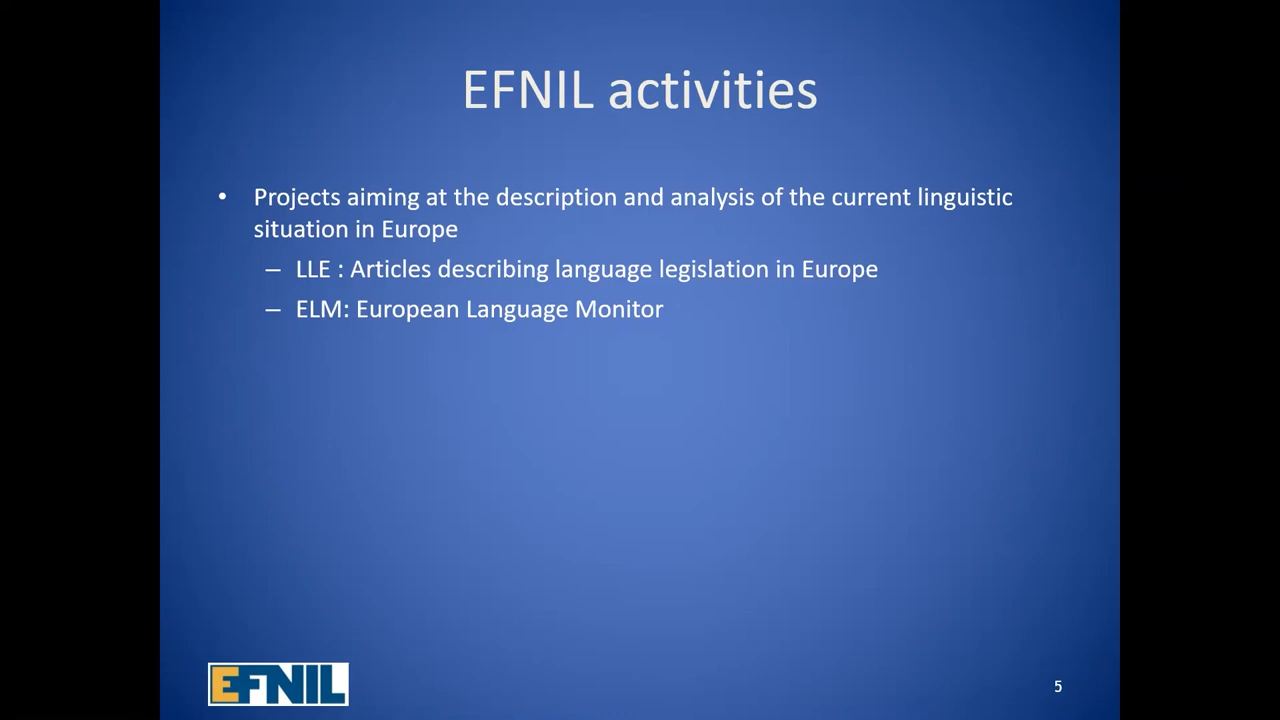 EFNIL activities
• Projects aiming at the description and analysis of the current linguistic
situation in Europe
– LLE : Articles describing language legislation in Europe
– ELM: European Language Monitor
EFNIL
5